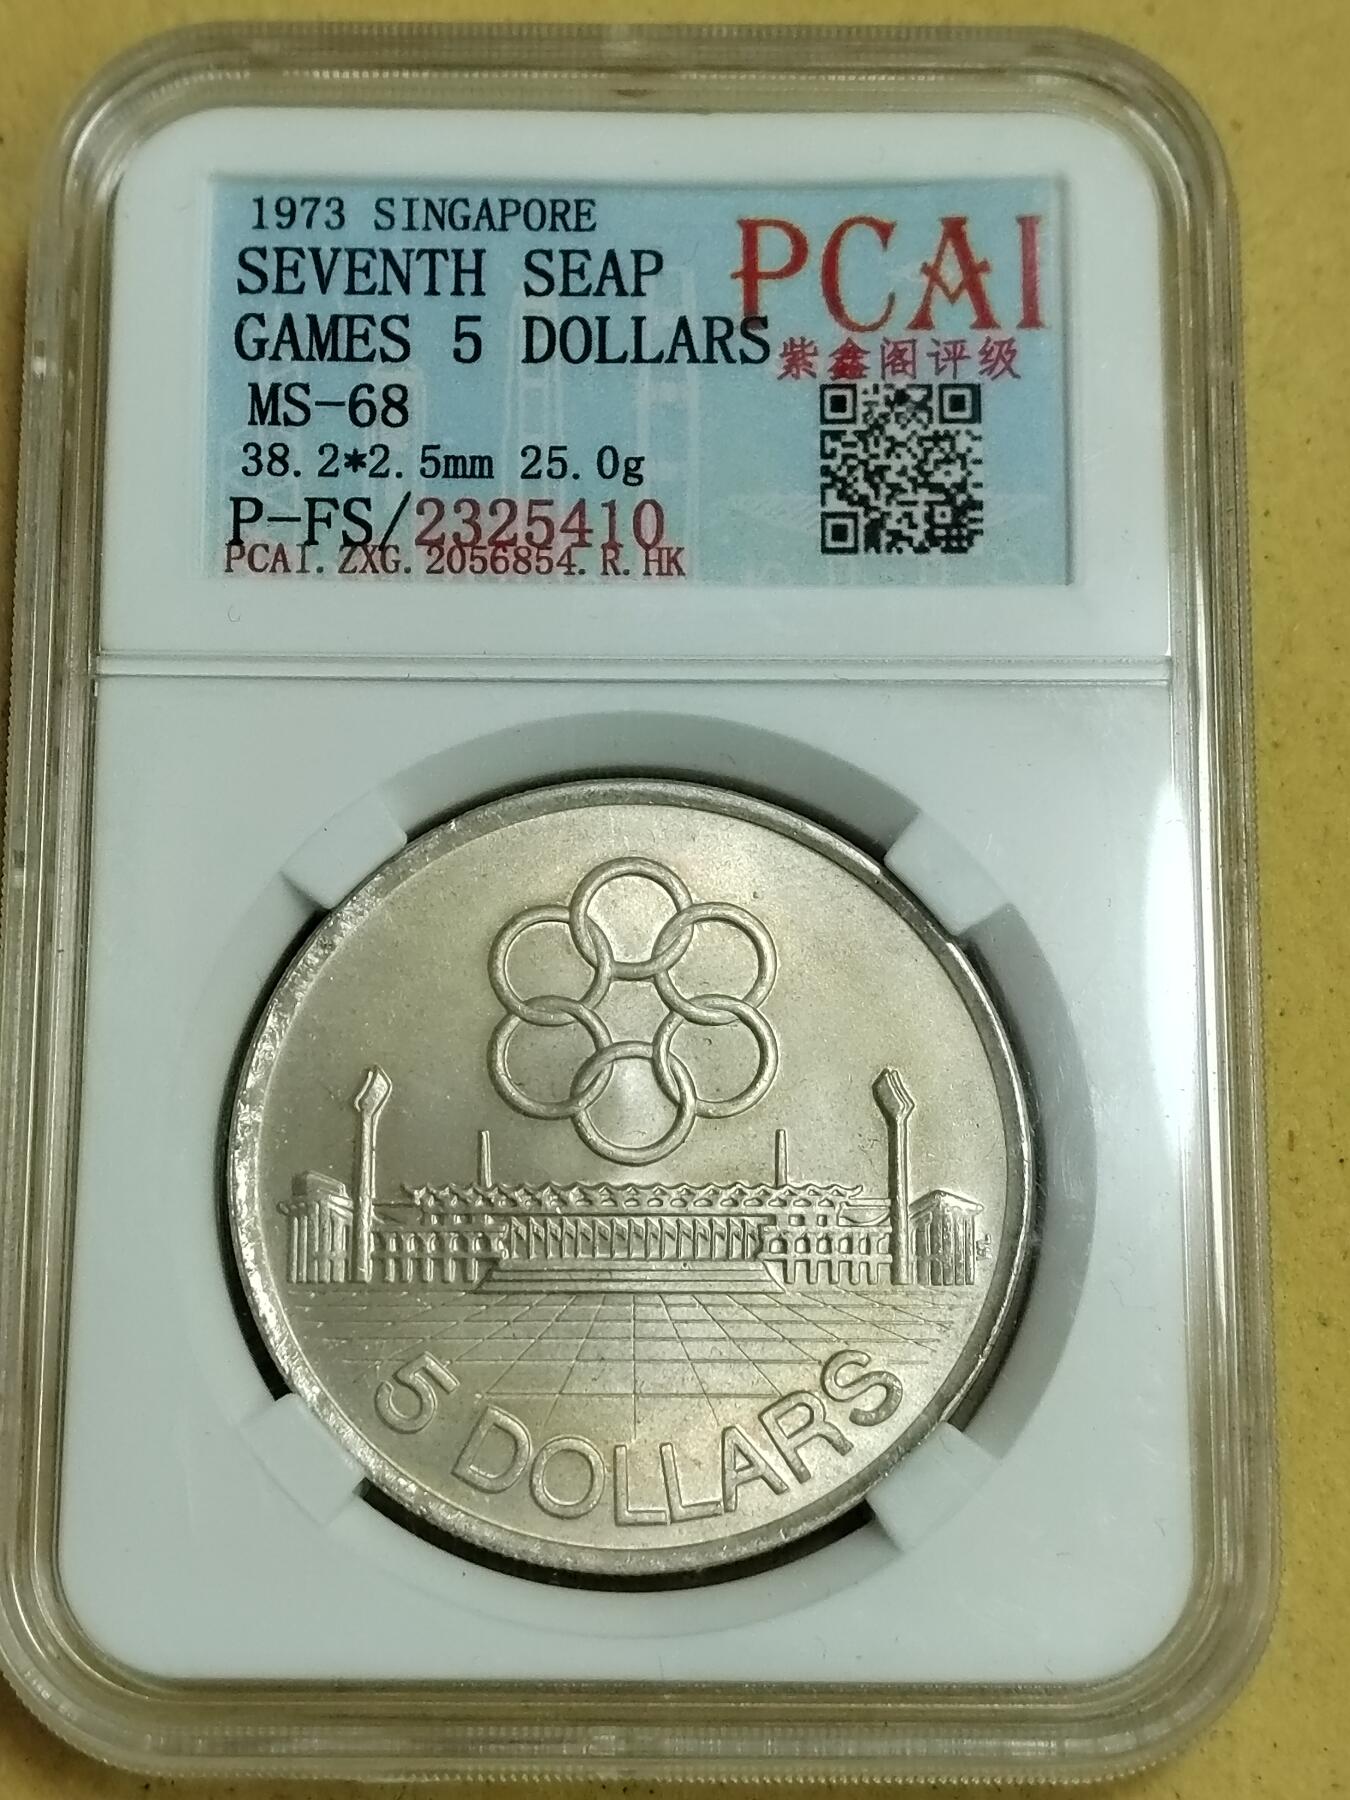 1973 SINGAPORE
SEVENTH SEAP
GAMES 5 DOLLARS
MS-68
38.2*2.5mm 25.0g
P-FS/2325410
PCAI.ZXG.2056854.R.HK
PCAI
紫鑫阁评级
5 DOLLARS